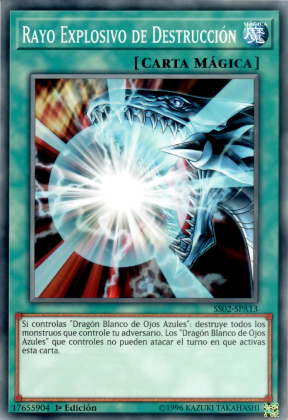 RAYO EXPLOSIVO DE DESTRUCCIÓN
MÁGICA
[CARTA MÁGICA]
SS02-SPA13
Si controlas "Dragón Blanco de Ojos Azules": destruye todos los
monstruos que controle tu adversario. Los "Dragón Blanco de Ojos
Azules" que controles no pueden atacar el turno en que activas
esta carta.
17655904 1ª Edición
©1996 KAZUKI TAKAHASHI